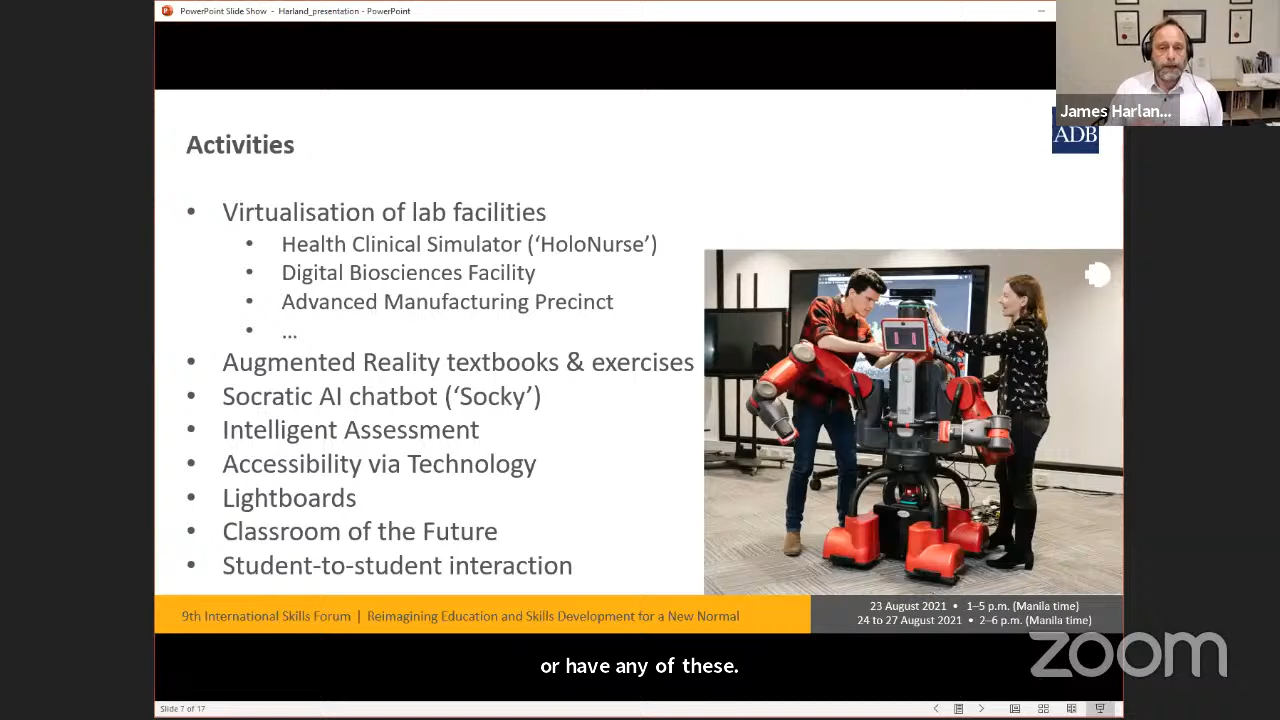 PowerPoint Slide Show - Harland_presentation - PowerPoint
James Harlan...
ADB
Activities
• Virtualisation of lab facilities
• Health Clinical Simulator (‘HoloNurse’)
• Digital Biosciences Facility
• Advanced Manufacturing Precinct
• ...
• Augmented Reality textbooks & exercises
• Socratic AI chatbot (‘Socky’)
• Intelligent Assessment
• Accessibility via Technology
• Lightboards
• Classroom of the Future
• Student-to-student interaction
9th International Skills Forum | Reimagining Education and Skills Development for a New Normal
23 August 2021 • 1–5 p.m. (Manila time)
24 to 27 August 2021 • 2–6 p.m. (Manila time)
or have any of these.
zoom
Slide 7 of 17